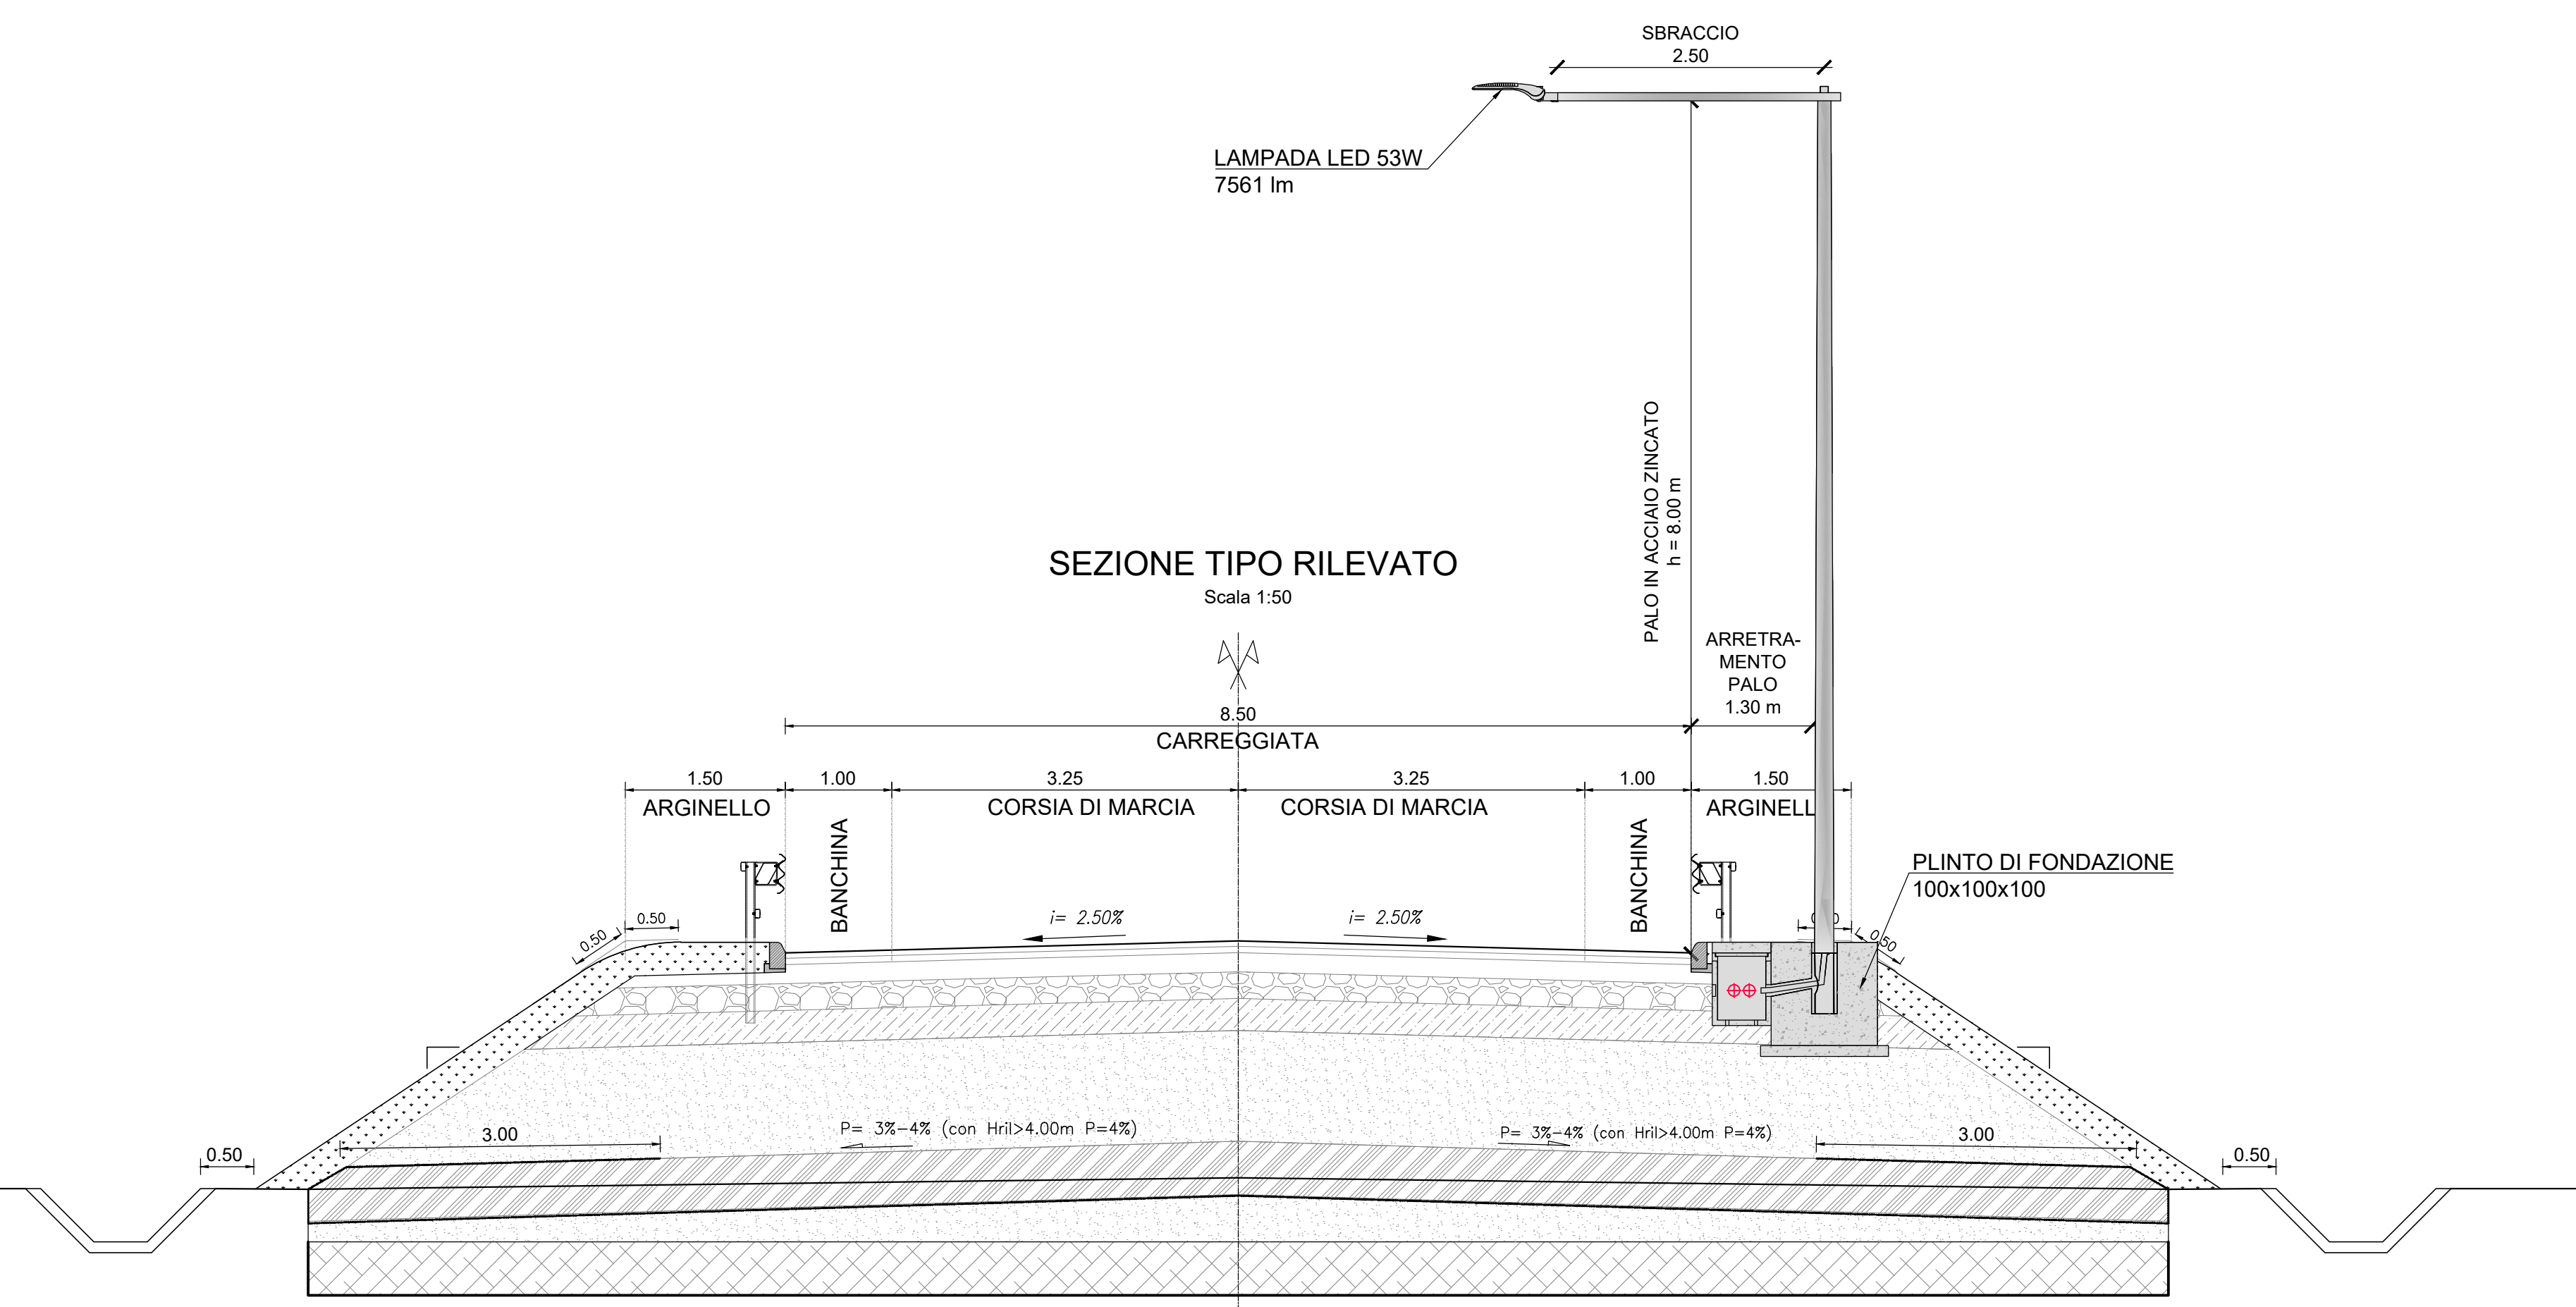 SBRACCIO
2.50
LAMPADA LED 53W
7561 lm
PALO IN ACCIAIO ZINCATO
h = 8.00 m
SEZIONE TIPO RILEVATO
Scala 1:50
ARRETRA-
MENTO
PALO
1.30 m
8.50
CARREGGIATA
1.50 1.00 3.25 3.25 1.00 1.50
ARGINELLO CORSIA DI MARCIA CORSIA DI MARCIA ARGINELL
BANCHINA BANCHINA
PLINTO DI FONDAZIONE
100x100x100
0.50 0.50 i= 2.50% i= 2.50% 0.50
3.00 P= 3%-4% (con Hril>4.00m P=4%) P= 3%-4% (con Hril>4.00m P=4%) 3.00
0.50 0.50